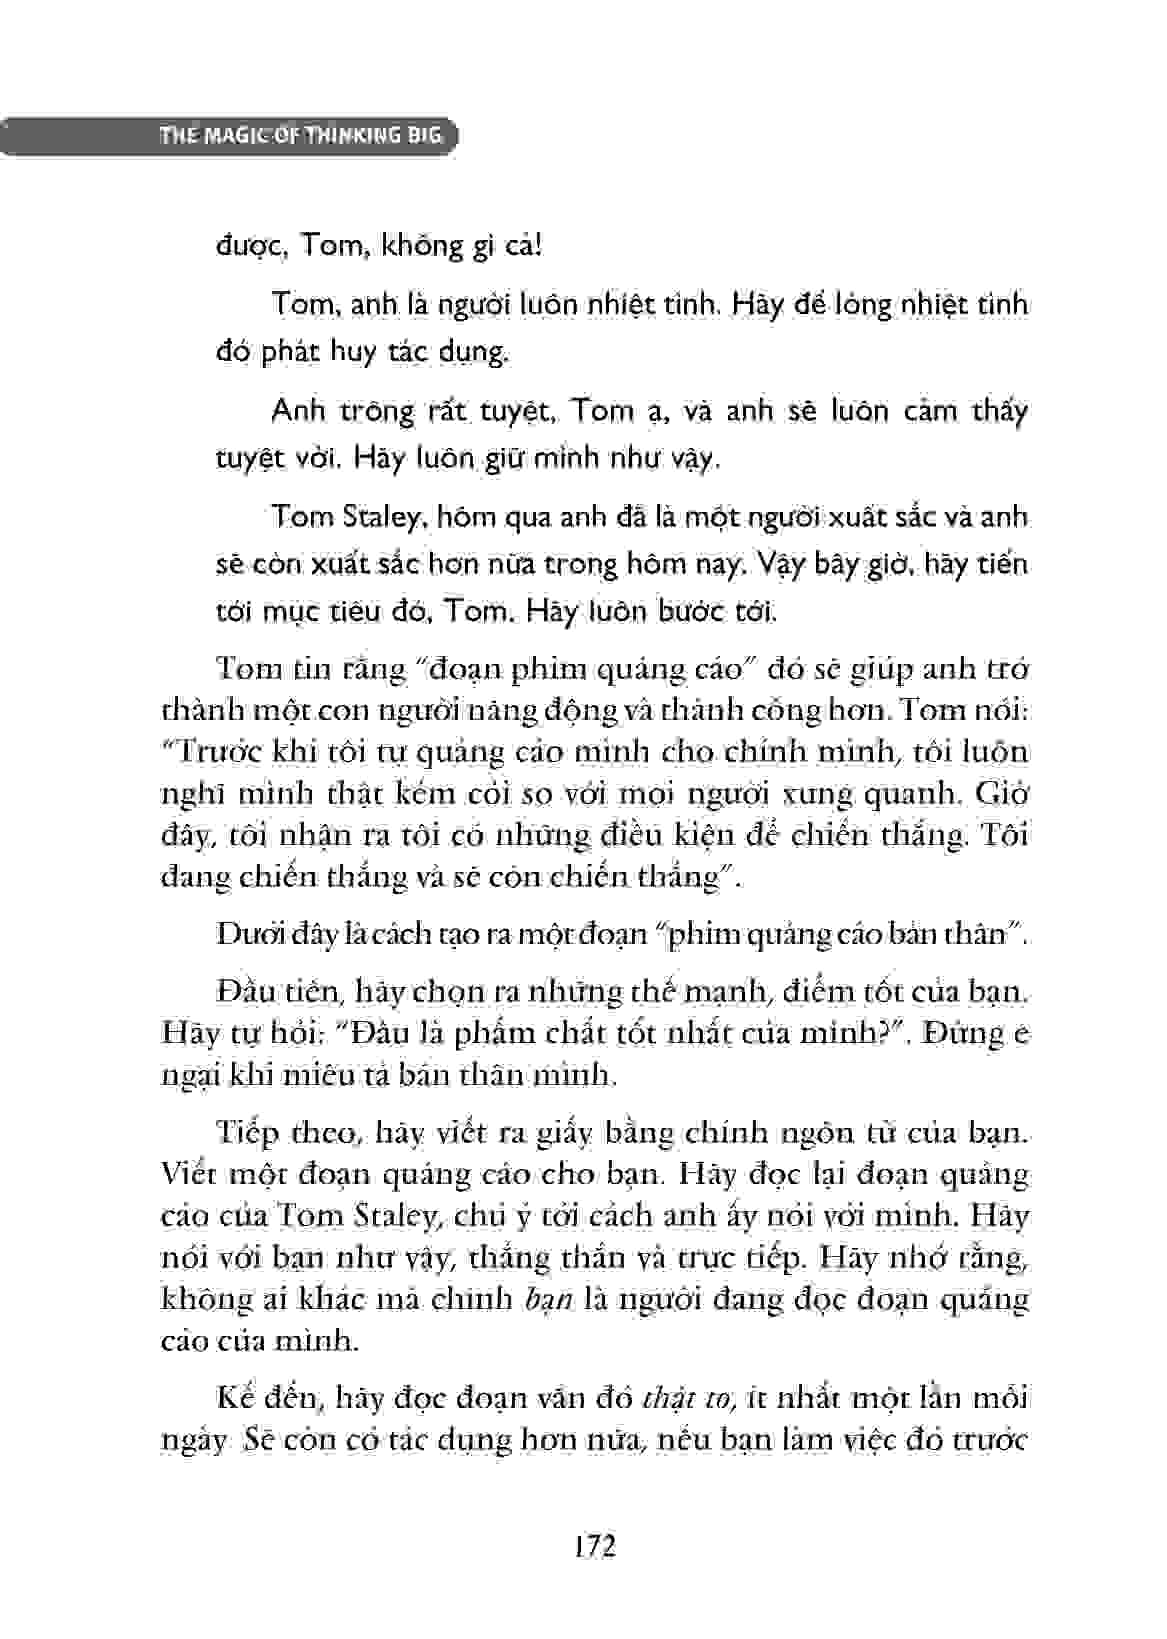 THE MAGIC OF THINKING BIG
được, Tom, không gì cả!
Tom, anh là người luôn nhiệt tình. Hãy để lòng nhiệt tình
đó phát huy tác dụng.
Anh trông rất tuyệt, Tom ạ, và anh sẽ luôn cảm thấy
tuyệt vời. Hãy luôn giữ mình như vậy.
Tom Staley, hôm qua anh đã là một người xuất sắc và anh
sẽ còn xuất sắc hơn nữa trong hôm nay. Vậy bây giờ, hãy tiến
tới mục tiêu đó, Tom. Hãy luôn bước tới.
Tom tin rằng “đoạn phim quảng cáo” đó sẽ giúp anh trở
thành một con người năng động và thành công hơn. Tom nói:
“Trước khi tôi tự quảng cáo mình cho chính mình, tôi luôn
nghĩ mình thật kém cỏi so với mọi người xung quanh. Giờ
đây, tôi nhận ra tôi có những điều kiện để chiến thắng. Tôi
đang chiến thắng và sẽ còn chiến thắng”.
Dưới đây là cách tạo ra một đoạn “phim quảng cáo bản thân”.
Đầu tiên, hãy chọn ra những thế mạnh, điểm tốt của bạn.
Hãy tự hỏi: “Đâu là phẩm chất tốt nhất của mình?”. Đừng e
ngại khi miêu tả bản thân mình.
Tiếp theo, hãy viết ra giấy bằng chính ngôn từ của bạn.
Viết một đoạn quảng cáo cho bạn. Hãy đọc lại đoạn quảng
cáo của Tom Staley, chú ý tới cách anh ấy nói với mình. Hãy
nói với bạn như vậy, thẳng thắn và trực tiếp. Hãy nhớ rằng,
không ai khác mà chính bạn là người đang đọc đoạn quảng
cáo của mình.
Kế đến, hãy đọc đoạn văn đó thật to, ít nhất một lần mỗi
ngày. Sẽ còn có tác dụng hơn nữa, nếu bạn làm việc đó trước
172